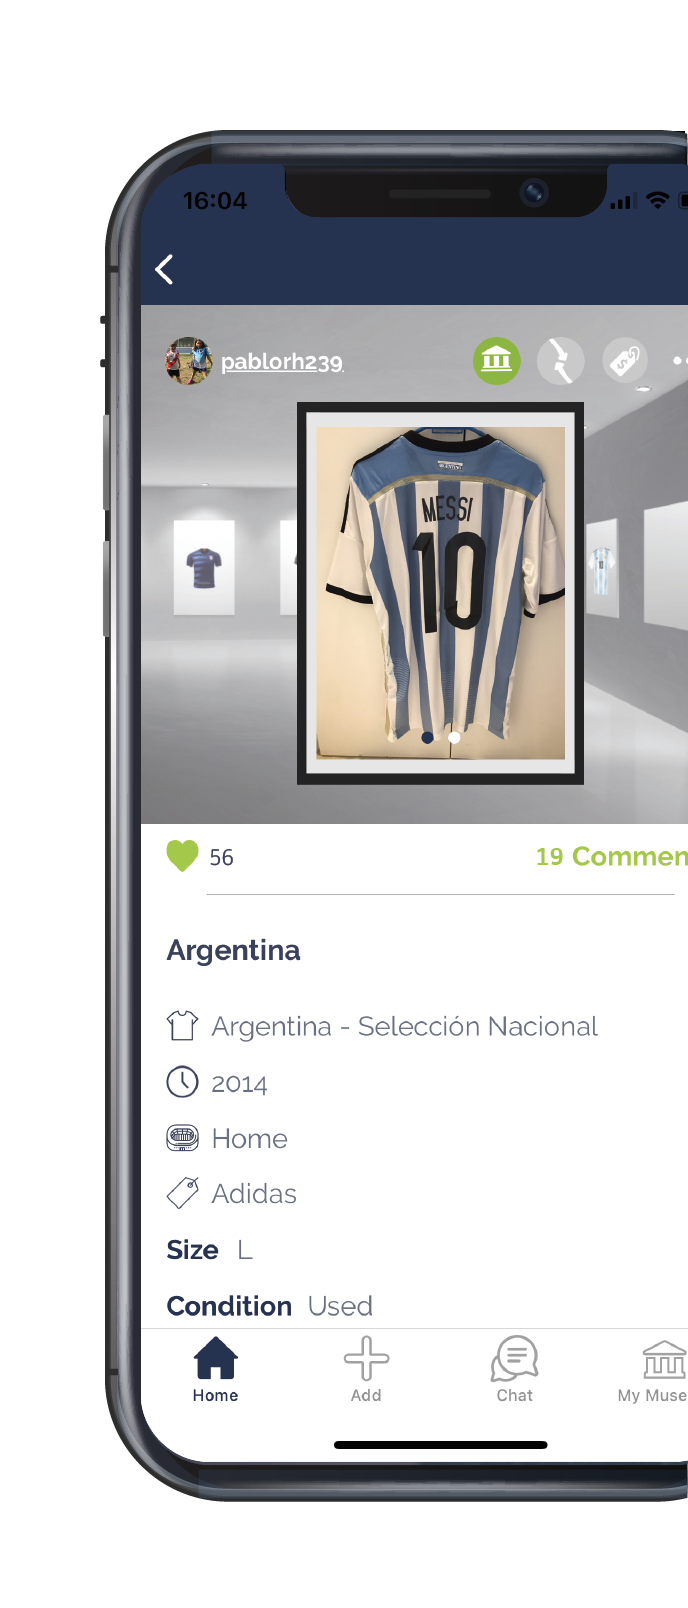 16:04
pablorh239
MESSI
10
56
19 Commen
Argentina
Argentina - Selección Nacional
2014
Home
Adidas
Size L
Condition Used
Home
Add
Chat
My Muse